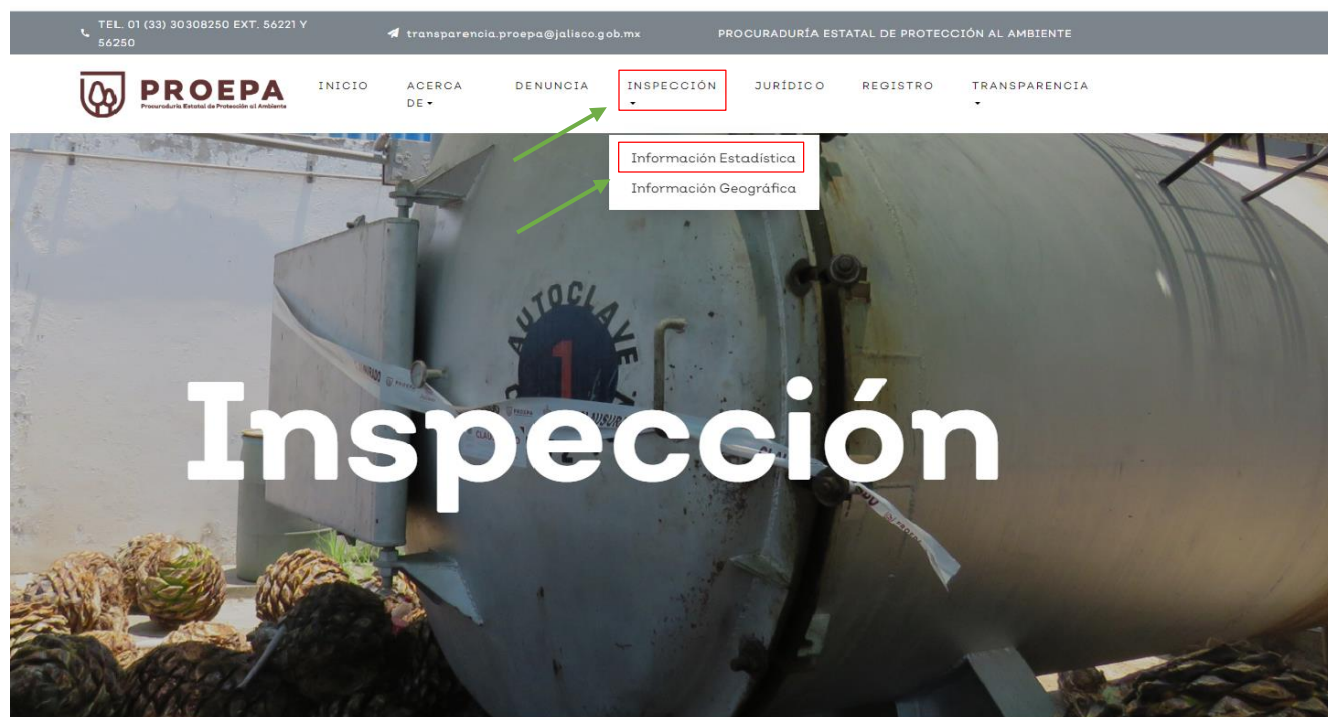 TEL. 01 (33) 30308250 EXT. 56221 Y
56250
transparencia.proepa@jalisco.gob.mx
PROCURADURÍA ESTATAL DE PROTECCIÓN AL AMBIENTE
PROEPA
Procuraduría Estatal de Protección al Ambiente
INICIO
ACERCA
DE
DENUNCIA
INSPECCIÓN
JURÍDICO
REGISTRO
TRANSPARENCIA
Información Estadística
Información Geográfica
AUTOCLAVE
1
Inspección